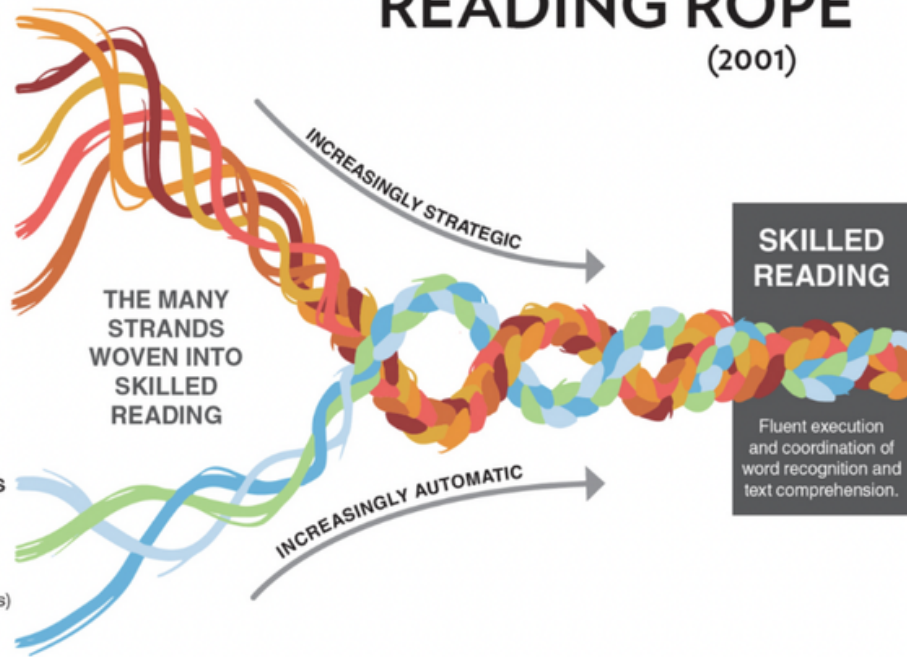 READING ROPE
(2001)
INCREASINGLY STRATEGIC
SKILLED
READING
THE MANY
STRANDS
WOVEN INTO
SKILLED
READING
Fluent execution
and coordination of
word recognition and
text comprehension.
S
INCREASINGLY AUTOMATIC
s)